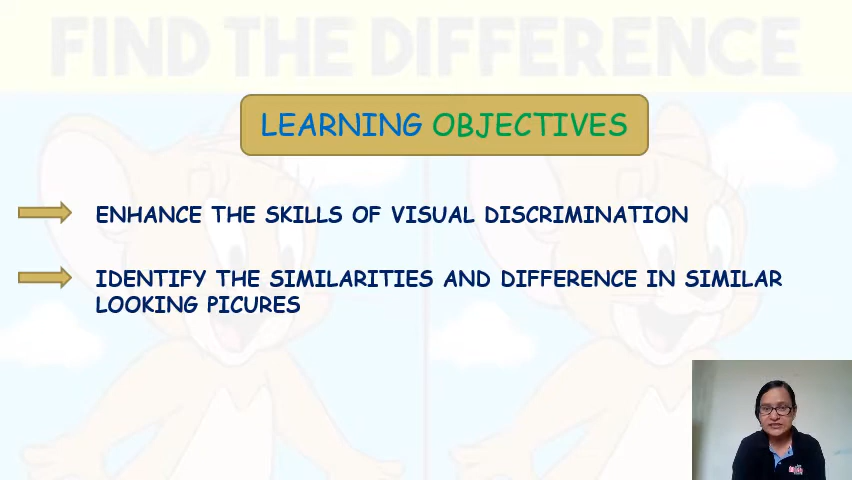 FIND THE DIFFERENCE
LEARNING OBJECTIVES
ENHANCE THE SKILLS OF VISUAL DISCRIMINATION
IDENTIFY THE SIMILARITIES AND DIFFERENCE IN SIMILAR
LOOKING PICURES